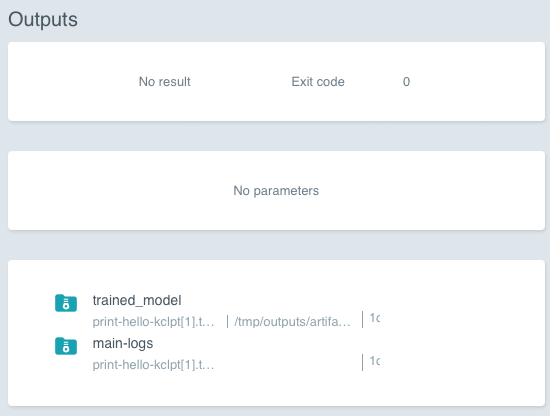 Outputs
No result Exit code 0
No parameters
trained_model
print-hello-kclpt[1].t... /tmp/outputs/artifa...
main-logs
print-hello-kclpt[1].t...